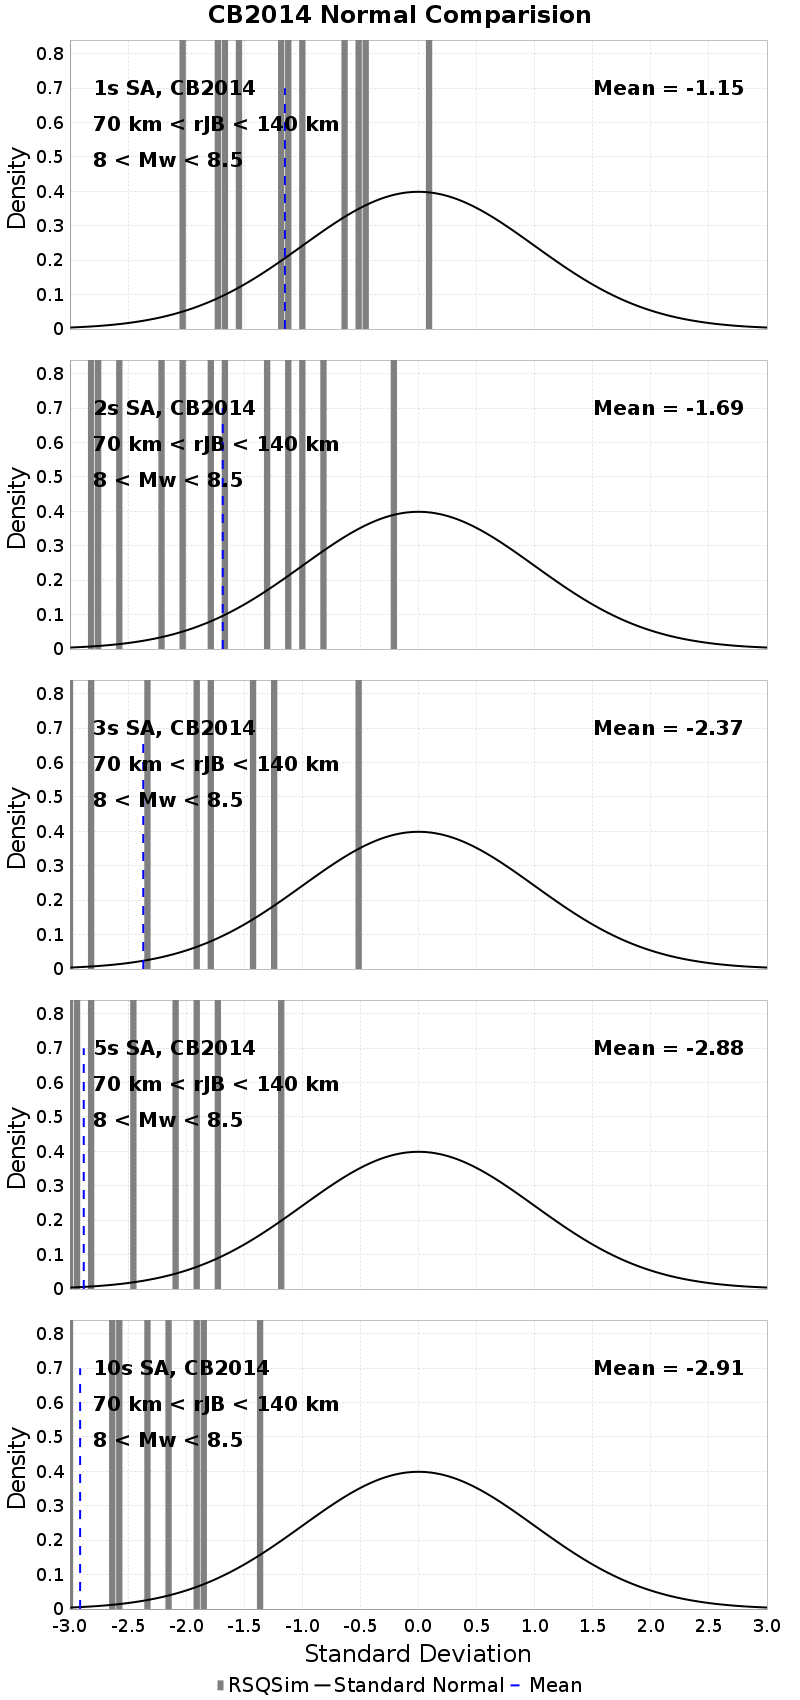 CB2014 Normal Comparision
0.8
1s SA, CB2014
Mean = -1.15
0.7
70 km < rJB < 140 km
0.6
8 < Mw < 8.5
0.5
0.4
0.3
0.2
0.1
0
Density
0.8
2s SA, CB2014
Mean = -1.69
0.7
70 km < rJB < 140 km
0.6
8 < Mw < 8.5
0.5
0.4
0.3
0.2
0.1
0
Density
0.8
3s SA, CB2014
Mean = -2.37
0.7
70 km < rJB < 140 km
0.6
8 < Mw < 8.5
0.5
0.4
0.3
0.2
0.1
0
Density
0.8
5s SA, CB2014
Mean = -2.88
0.7
70 km < rJB < 140 km
0.6
8 < Mw < 8.5
0.5
0.4
0.3
0.2
0.1
0
Density
0.8
10s SA, CB2014
Mean = -2.91
0.7
70 km < rJB < 140 km
0.6
8 < Mw < 8.5
0.5
0.4
0.3
0.2
0.1
0
Density
-3.0 -2.5 -2.0 -1.5 -1.0 -0.5 0.0 0.5 1.0 1.5 2.0 2.5 3.0
Standard Deviation
RSQSim Standard Normal Mean